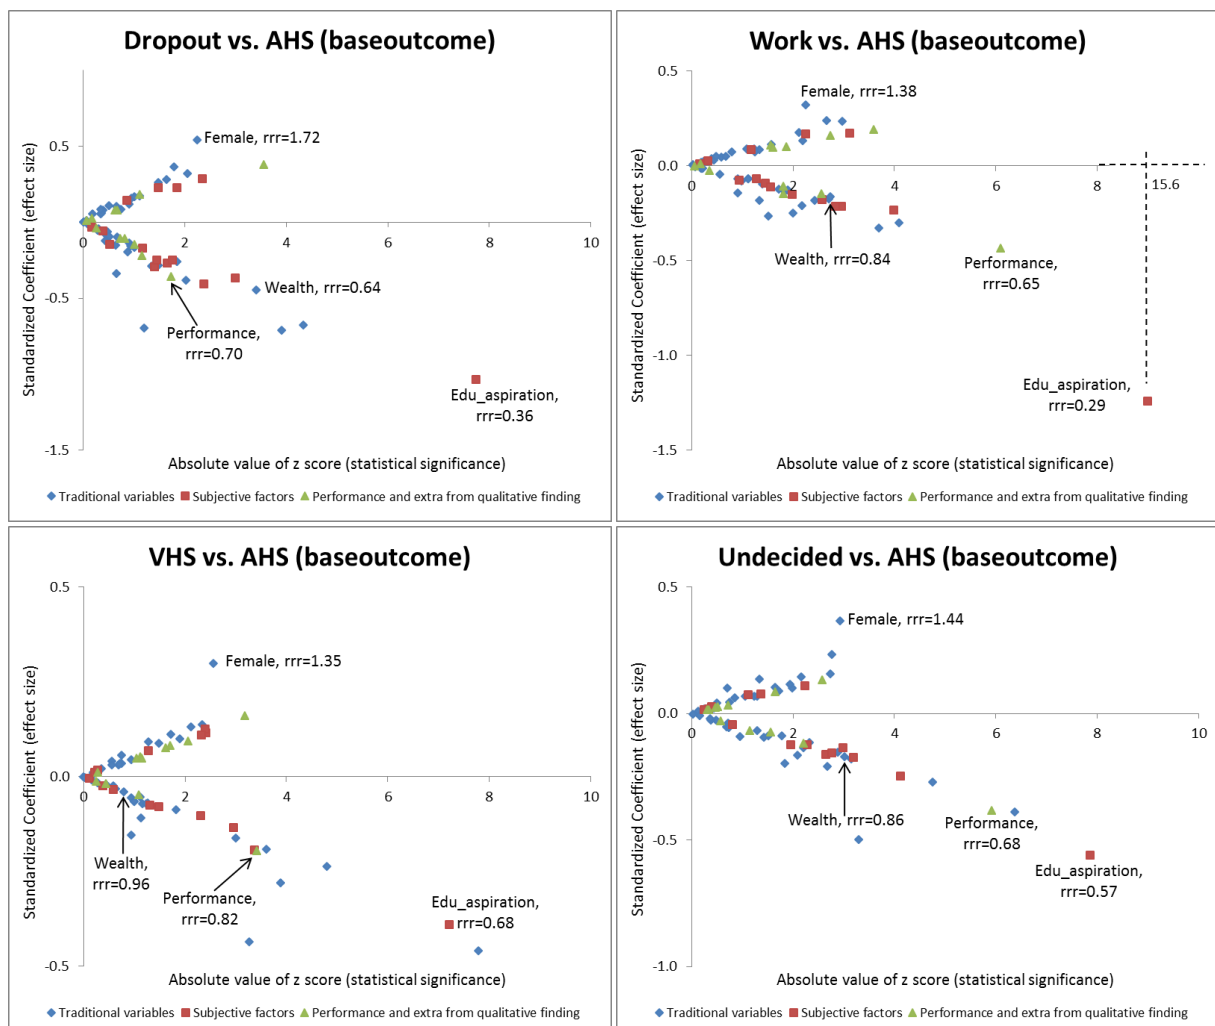 Dropout vs. AHS (baseoutcome)
Standardized Coefficient (effect size)
0.5
0
-0.5
-1.5
0
2
4
6
8
10
Female, rrr=1.72
Wealth, rrr=0.64
Performance,
rrr=0.70
Edu_aspiration,
rrr=0.36
Absolute value of z score (statistical significance)
Traditional variables
Subjective factors
Performance and extra from qualitative finding
Work vs. AHS (baseoutcome)
Standardized Coefficient (effect size)
0.5
0.0
-0.5
-1.0
-1.5
0
2
4
6
8
15.6
Female, rrr=1.38
Wealth, rrr=0.84
Performance,
rrr=0.65
Edu_aspiration,
rrr=0.29
Absolute value of z score (statistical significance)
Traditional variables
Subjective factors
Performance and extra from qualitative finding
VHS vs. AHS (baseoutcome)
Standardized Coefficient (effect size)
0.5
0.0
-0.5
0
2
4
6
8
10
Female, rrr=1.35
Wealth,
rrr=0.96
Performance,
rrr=0.82
Edu_aspiration,
rrr=0.68
Absolute value of z score (statistical significance)
Traditional variables
Subjective factors
Performance and extra from qualitative finding
Undecided vs. AHS (baseoutcome)
Standardized Coefficient (effect size)
0.5
0.0
-0.5
-1.0
0
2
4
6
8
10
Female, rrr=1.44
Wealth, rrr=0.86
Performance,
rrr=0.68
Edu_aspiration,
rrr=0.57
Absolute value of z score (statistical significance)
Traditional variables
Subjective factors
Performance and extra from qualitative finding